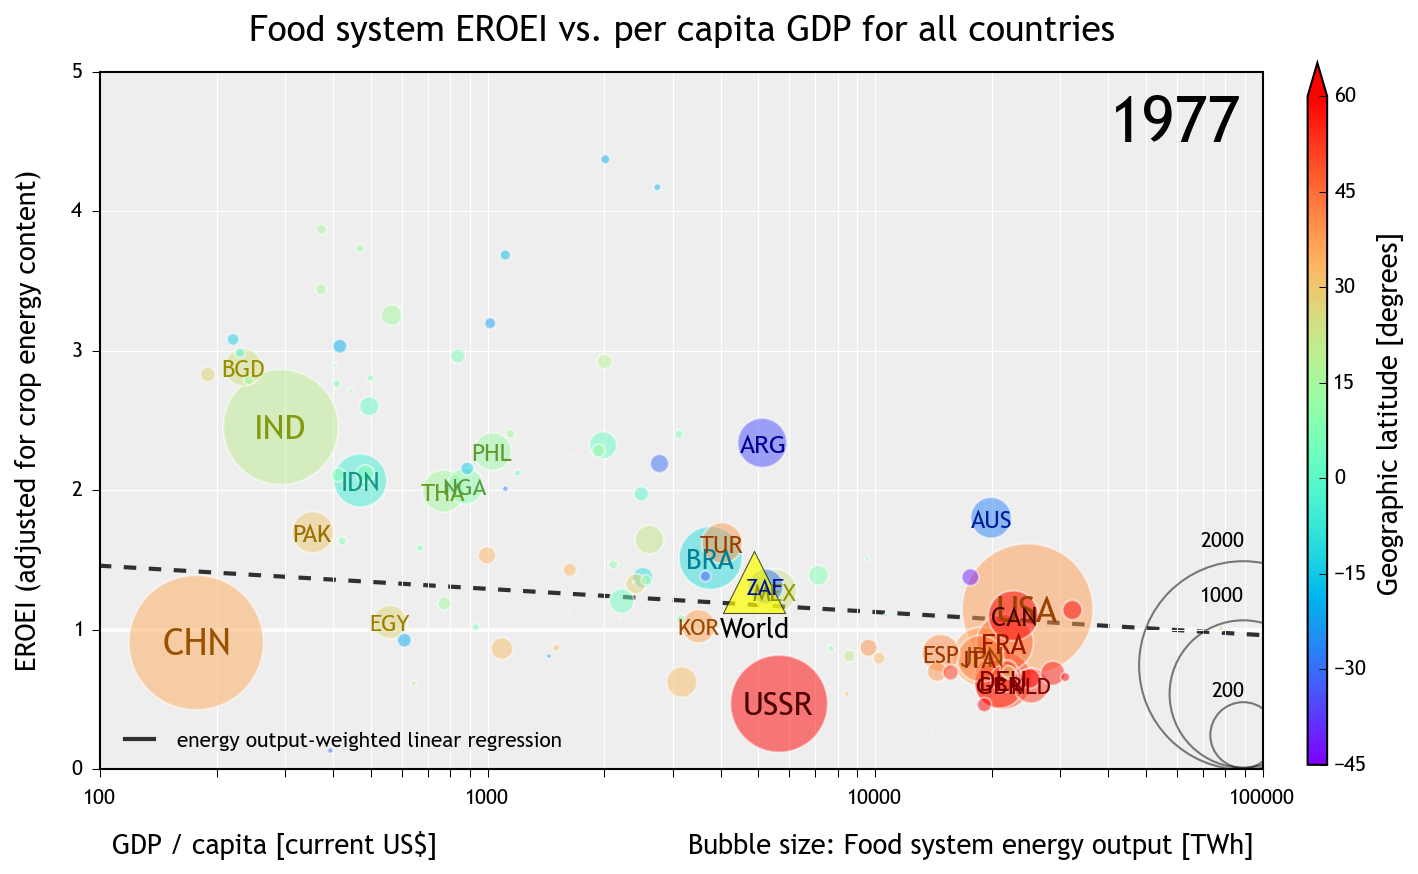 Food system EROEI vs. per capita GDP for all countries
1977
EROEI (adjusted for crop energy content)
5
4
3
2
1
0
BGD
IND
IDN
PAK
PHL
THA
NGA
ARG
AUS
TUR
BRA
ZAF
MEX
World
USA
CAN
CHN
EGY
KOR
ESP
FRA
JPN
ITA
DEU
GBR
NLD
USSR
2000
1000
200
energy output-weighted linear regression
100
1000
10000
100000
GDP / capita [current US$]
Bubble size: Food system energy output [TWh]
60
45
30
15
0
−15
−30
−45
Geographic latitude [degrees]